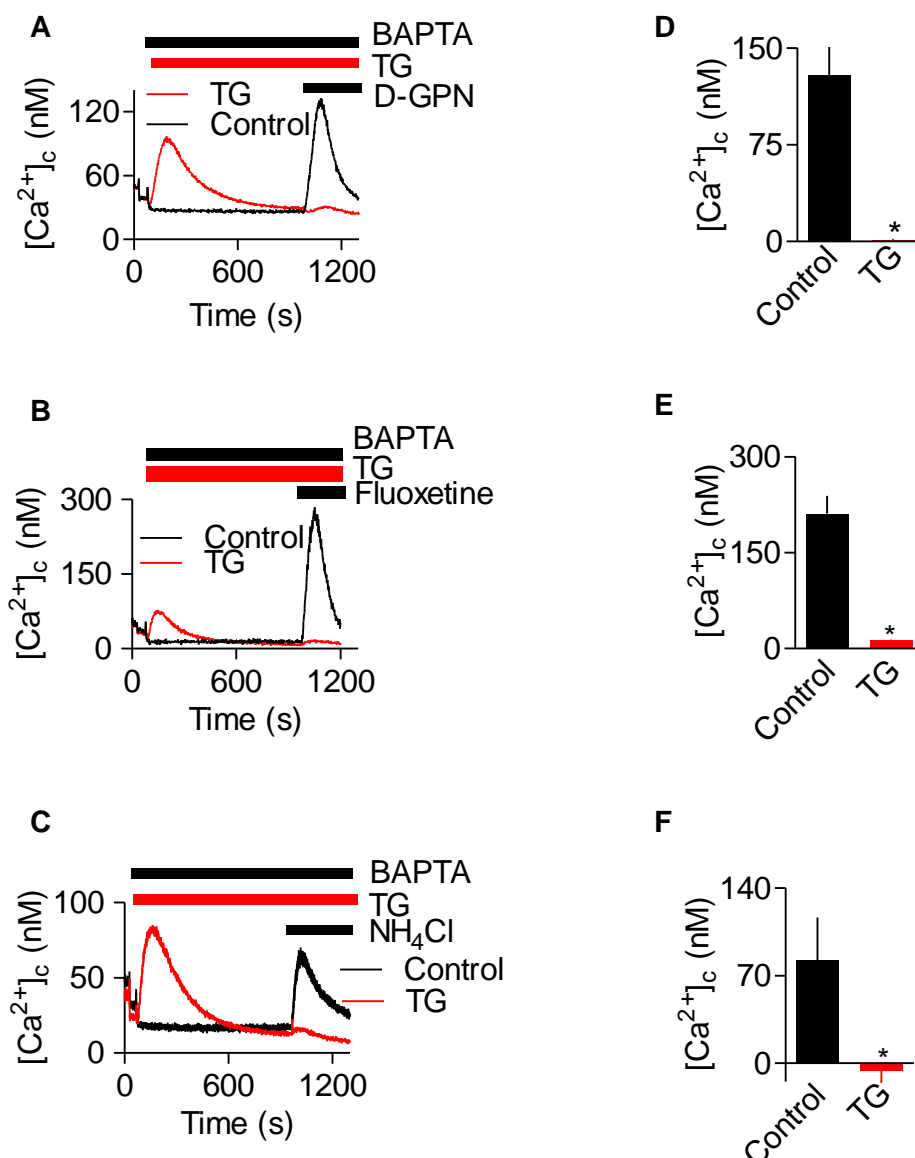 A
BAPTA
TG
D-GPN
TG
Control
[Ca2+]c (nM)
120
60
0
0 600 1200
Time (s)
D
[Ca2+]c (nM)
150
75
0
*
Control TG
B
BAPTA
TG
Fluoxetine
Control
TG
[Ca2+]c (nM)
300
150
0
0 600 1200
Time (s)
E
[Ca2+]c (nM)
300
150
0
*
Control TG
C
BAPTA
TG
NH4Cl
Control
TG
[Ca2+]c (nM)
100
50
0
0 600 1200
Time (s)
F
[Ca2+]c (nM)
140
70
0
*
Control TG